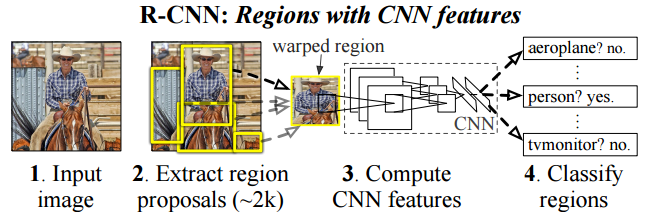 R-CNN: Regions with CNN features
warped region
aeroplane? no.
⋮
person? yes.
⋮
tvmonitor? no.
CNN
1. Input
image
2. Extract region
proposals (~2k)
3. Compute
CNN features
4. Classify
regions